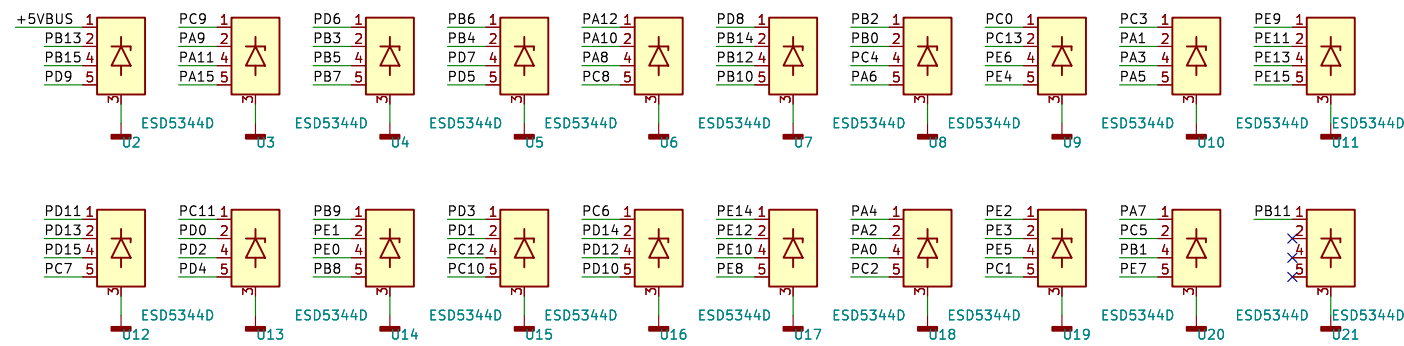 +5VBUS 1 PC9 1 PD6 1 PB6 1 PA12 1 PD8 1 PB2 1 PC0 1 PC3 1 PE9 1
PB13 2 PA9 2 PB3 2 PB4 2 PA10 2 PB14 2 PB0 2 PC13 2 PA1 2 PE11 2
PB15 4 PA11 4 PB5 4 PD7 4 PA8 4 PB12 4 PC4 4 PE6 4 PA3 4 PE13 4
PD9 5 PA15 5 PB7 5 PD5 5 PC8 5 PB10 5 PA6 5 PE4 5 PA5 5 PE15 5
3 3 3 3 3 3 3 3 3 3
ESD5344D ESD5344D ESD5344D ESD5344D ESD5344D ESD5344D ESD5344D ESD5344D ESD5344D ESD5344D
U2 U3 U4 U5 U6 U7 U8 U9 U10 U11
PD11 1 PC11 1 PB9 1 PD3 1 PC6 1 PE14 1 PA4 1 PE2 1 PA7 1 PB11 1
PD13 2 PD0 2 PE1 2 PD1 2 PD14 2 PE12 2 PA2 2 PE3 2 PC5 2 2
PD15 4 PD2 4 PE0 4 PC12 4 PD12 4 PE10 4 PA0 4 PE5 4 PB1 4 4
PC7 5 PD4 5 PB8 5 PC10 5 PD10 5 PE8 5 PC2 5 PC1 5 PE7 5 5
3 3 3 3 3 3 3 3 3 3
ESD5344D ESD5344D ESD5344D ESD5344D ESD5344D ESD5344D ESD5344D ESD5344D ESD5344D ESD5344D
U12 U13 U14 U15 U16 U17 U18 U19 U20 U21